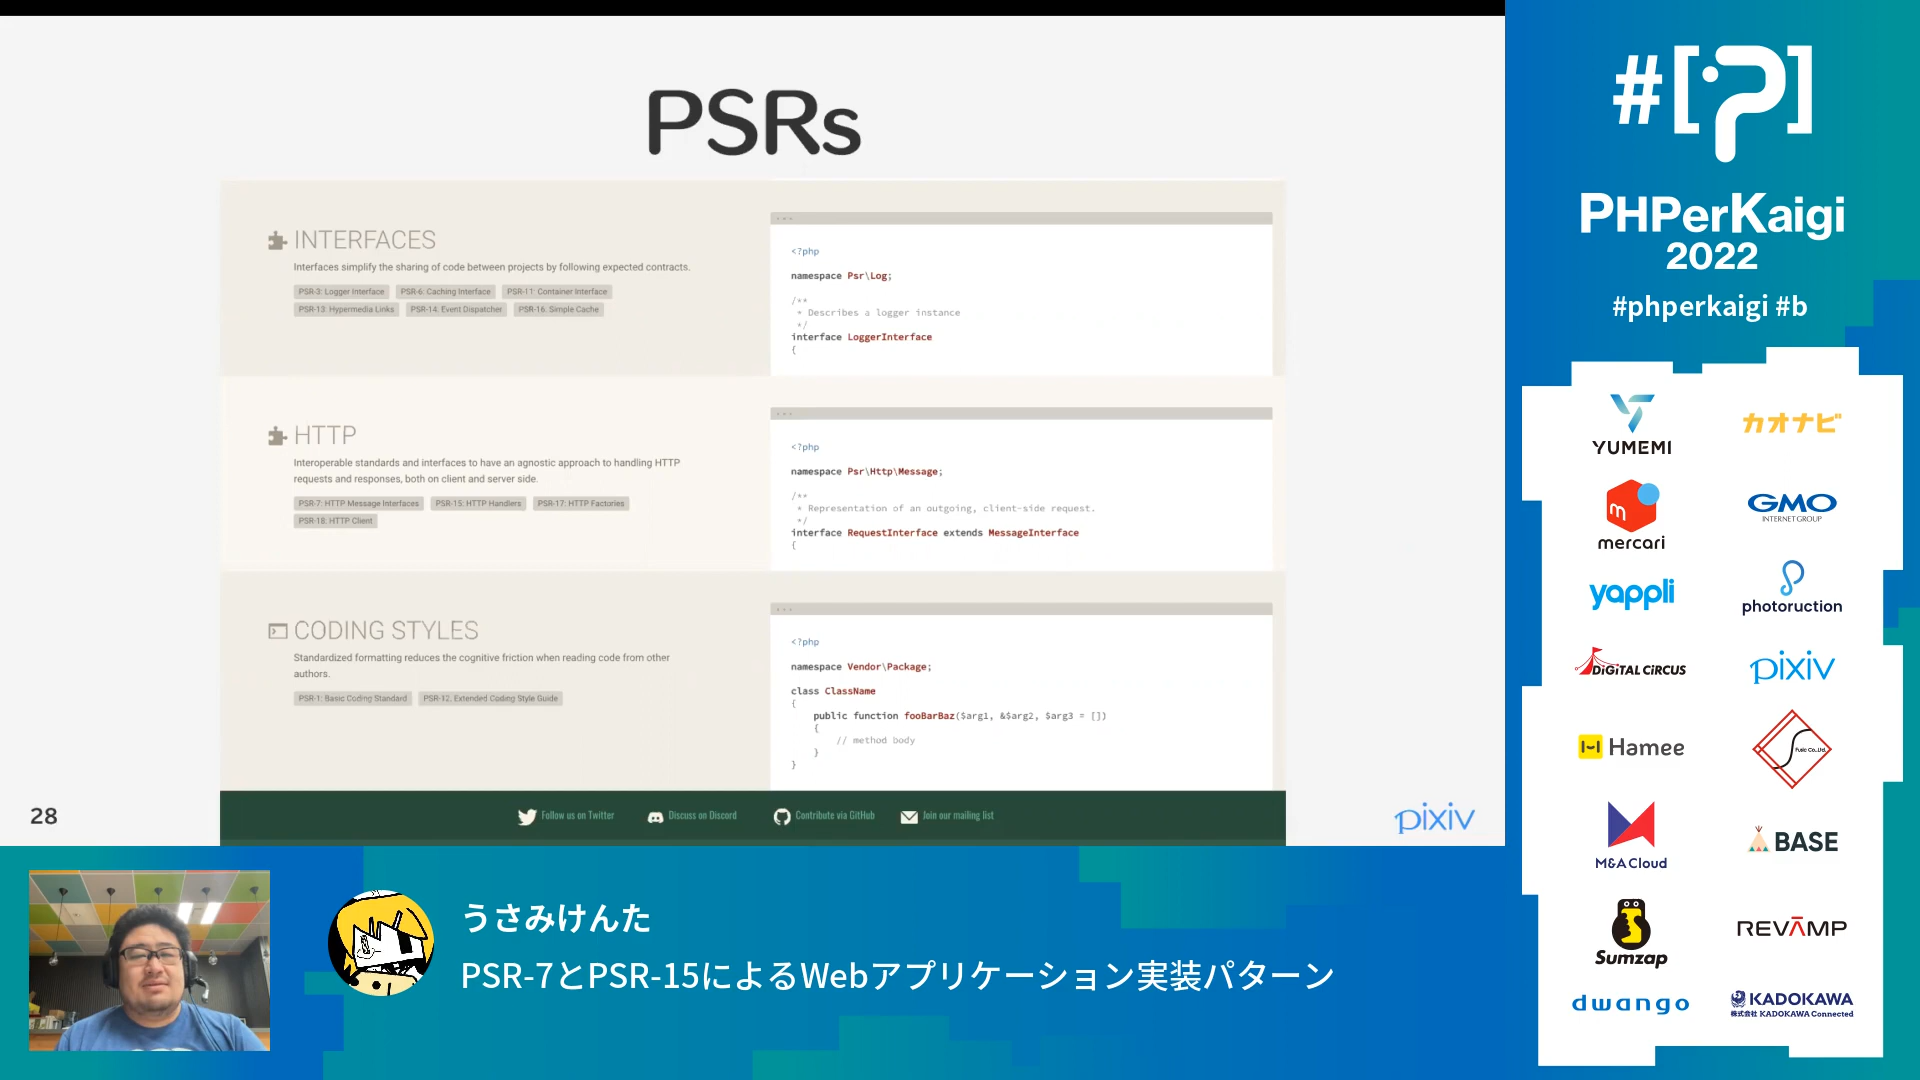 PSRs
INTERFACES
Interfaces simplify the sharing of code between projects by following expected contracts.
PSR-3: Logger Interface PSR-6: Caching Interface PSR-11: Container Interface
PSR-13: Hypermedia Links PSR-14: Event Dispatcher PSR-16: Simple Cache
<?php
namespace Psr\Log;
/**
* Describes a logger instance
*/
interface LoggerInterface
{
HTTP
Interoperable standards and interfaces to have an agnostic approach to handling HTTP
requests and responses, both on client and server side.
PSR-7: HTTP Message Interfaces PSR-15: HTTP Handlers PSR-17: HTTP Factories
PSR-18: HTTP Client
<?php
namespace Psr\Http\Message;
/**
* Representation of an outgoing, client-side request.
*/
interface RequestInterface extends MessageInterface
{
CODING STYLES
Standardized formatting reduces the cognitive friction when reading code from other
authors.
PSR-1: Basic Coding Standard PSR-12: Extended Coding Style Guide
<?php
namespace Vendor\Package;
class ClassName
{
public function fooBarBaz($arg1, &$arg2, $arg3 = [])
{
// method body
}
}
Follow us on Twitter Discuss on Discord Contribute via GitHub Join our mailing list
28
pixiv
うさみけんた
PSR-7とPSR-15によるWebアプリケーション実装パターン
#[P]
PHPerKaigi
2022
#phperkaigi #b
YUMEMI
カオナビ
mercari
GMO
INTERNET GROUP
yappli
photoruction
DiGiTAL CiRCUS
pixiv
Hamee
Fusic Co.,Ltd.
M&A Cloud
BASE
Sumzap
REVAMP
dwango
KADOKAWA
株式会社 KADOKAWA Connected